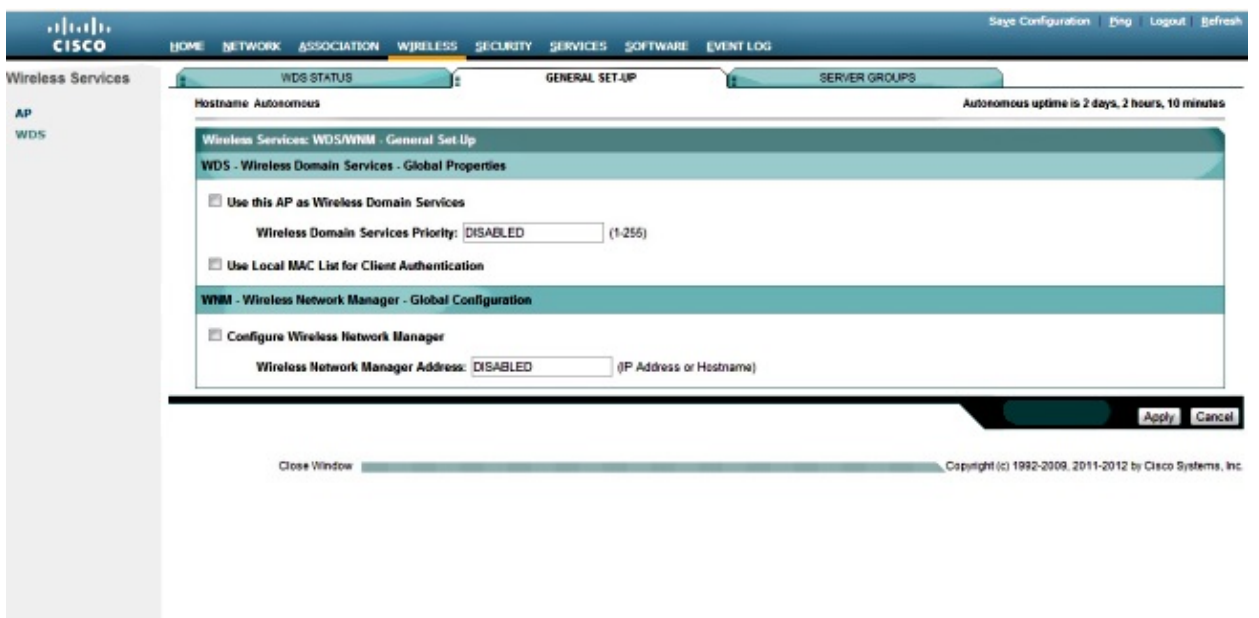 Save Configuration | Ping | Logout | Refresh
CISCO
HOME NETWORK ASSOCIATION WIRELESS SECURITY SERVICES SOFTWARE EVENT LOG
Wireless Services
AP
WDS
WDS STATUS
GENERAL SET-UP
SERVER GROUPS
Hostname Autonomous
Autonomous uptime is 2 days, 2 hours, 10 minutes
Wireless Services: WDS/WNM - General Set-Up
WDS - Wireless Domain Services - Global Properties
Use this AP as Wireless Domain Services
Wireless Domain Services Priority: DISABLED (1-255)
Use Local MAC List for Client Authentication
WNM - Wireless Network Manager - Global Configuration
Configure Wireless Network Manager
Wireless Network Manager Address: DISABLED (IP Address or Hostname)
Apply Cancel
Close Window
Copyright (c) 1992-2009, 2011-2012 by Cisco Systems, Inc.